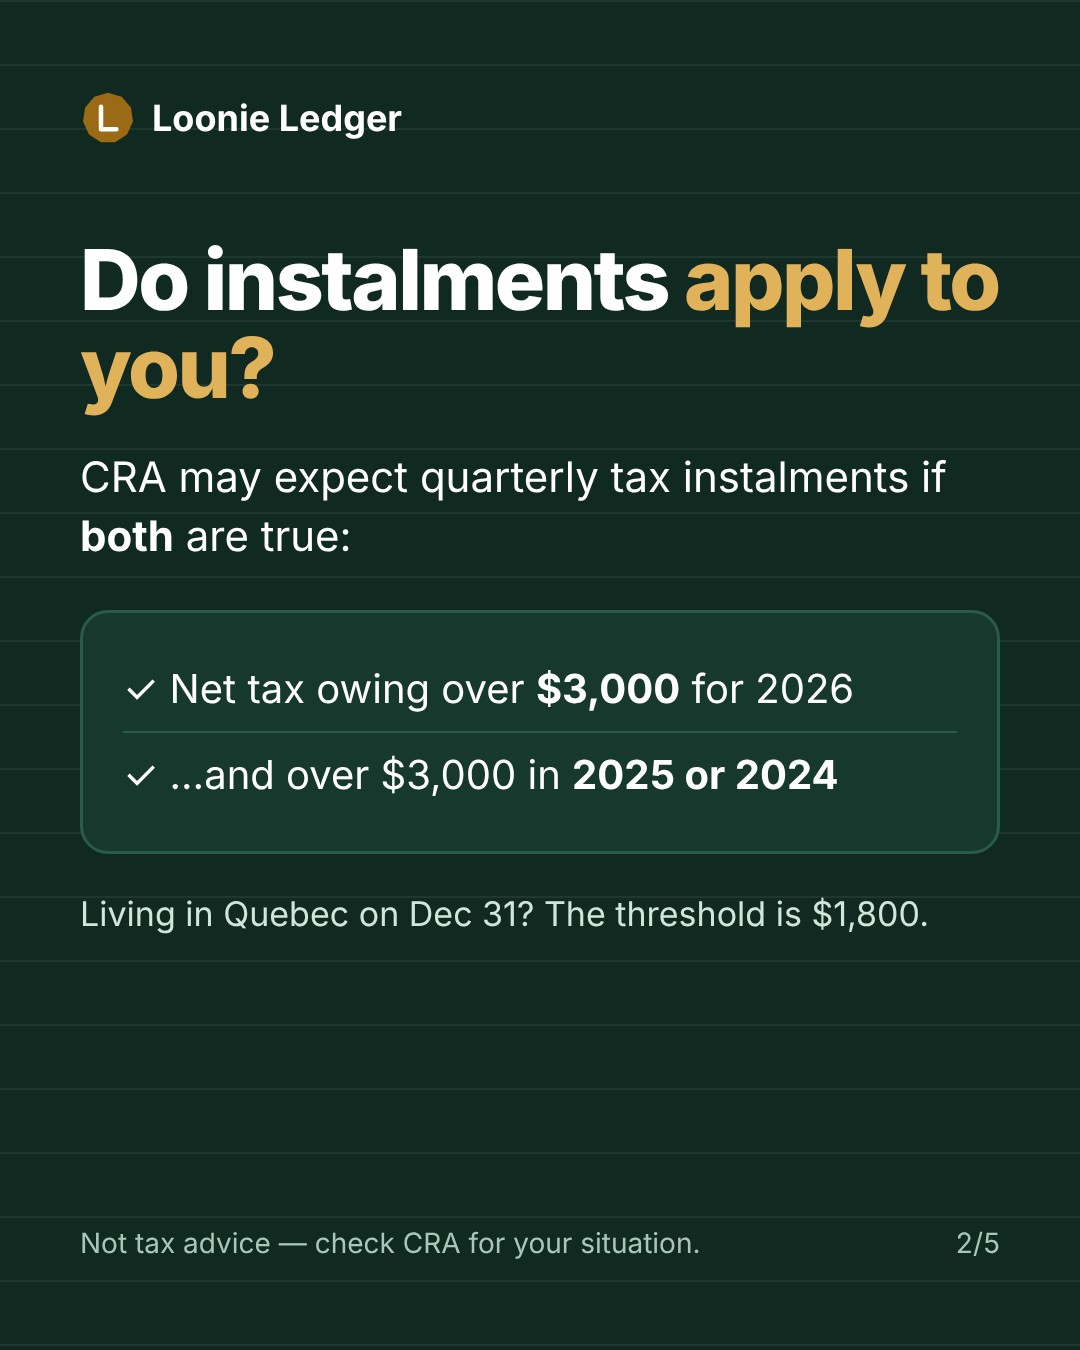 L Loonie Ledger
Do instalments apply to
you?
CRA may expect quarterly tax instalments if
both are true:
✓ Net tax owing over $3,000 for 2026
✓ …and over $3,000 in 2025 or 2024
Living in Quebec on Dec 31? The threshold is $1,800.
Not tax advice — check CRA for your situation. 2/5